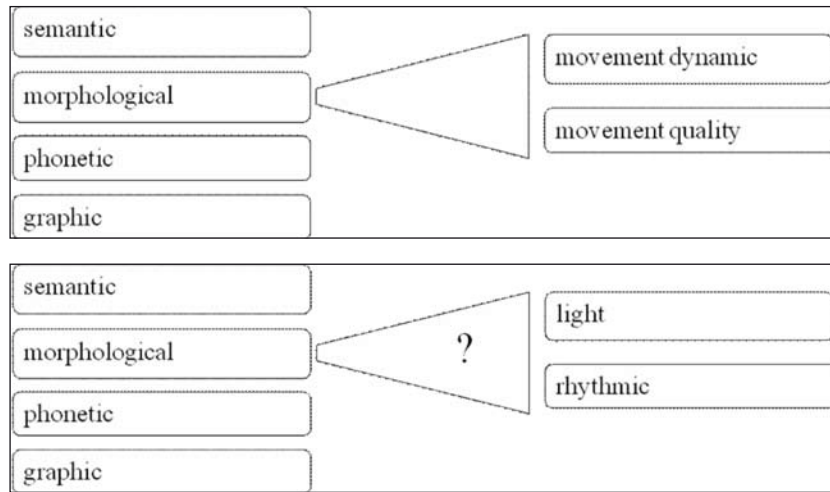 semantic
morphological
phonetic
graphic
movement dynamic
movement quality
semantic
morphological
phonetic
graphic
?
light
rhythmic